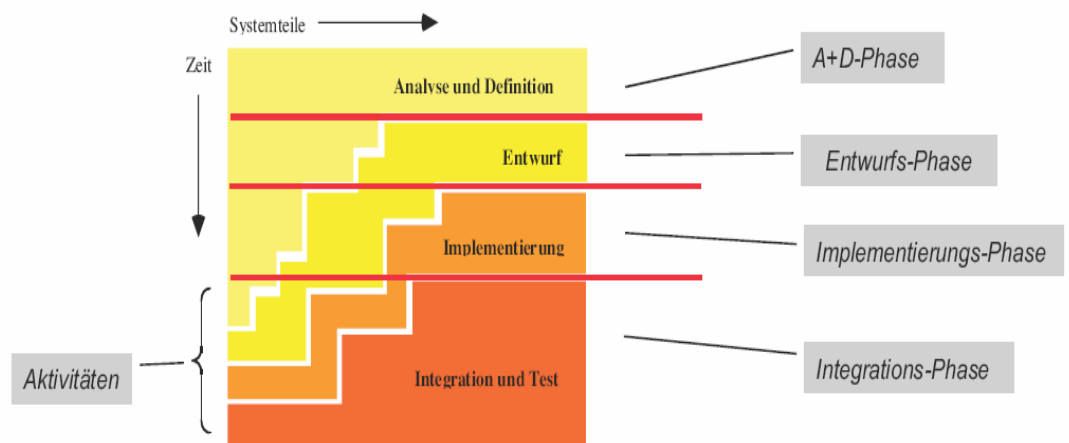 Systemteile
Zeit
Analyse und Definition
A+D-Phase
Entwurf
Entwurfs-Phase
Implementierung
Implementierungs-Phase
Aktivitäten
Integration und Test
Integrations-Phase